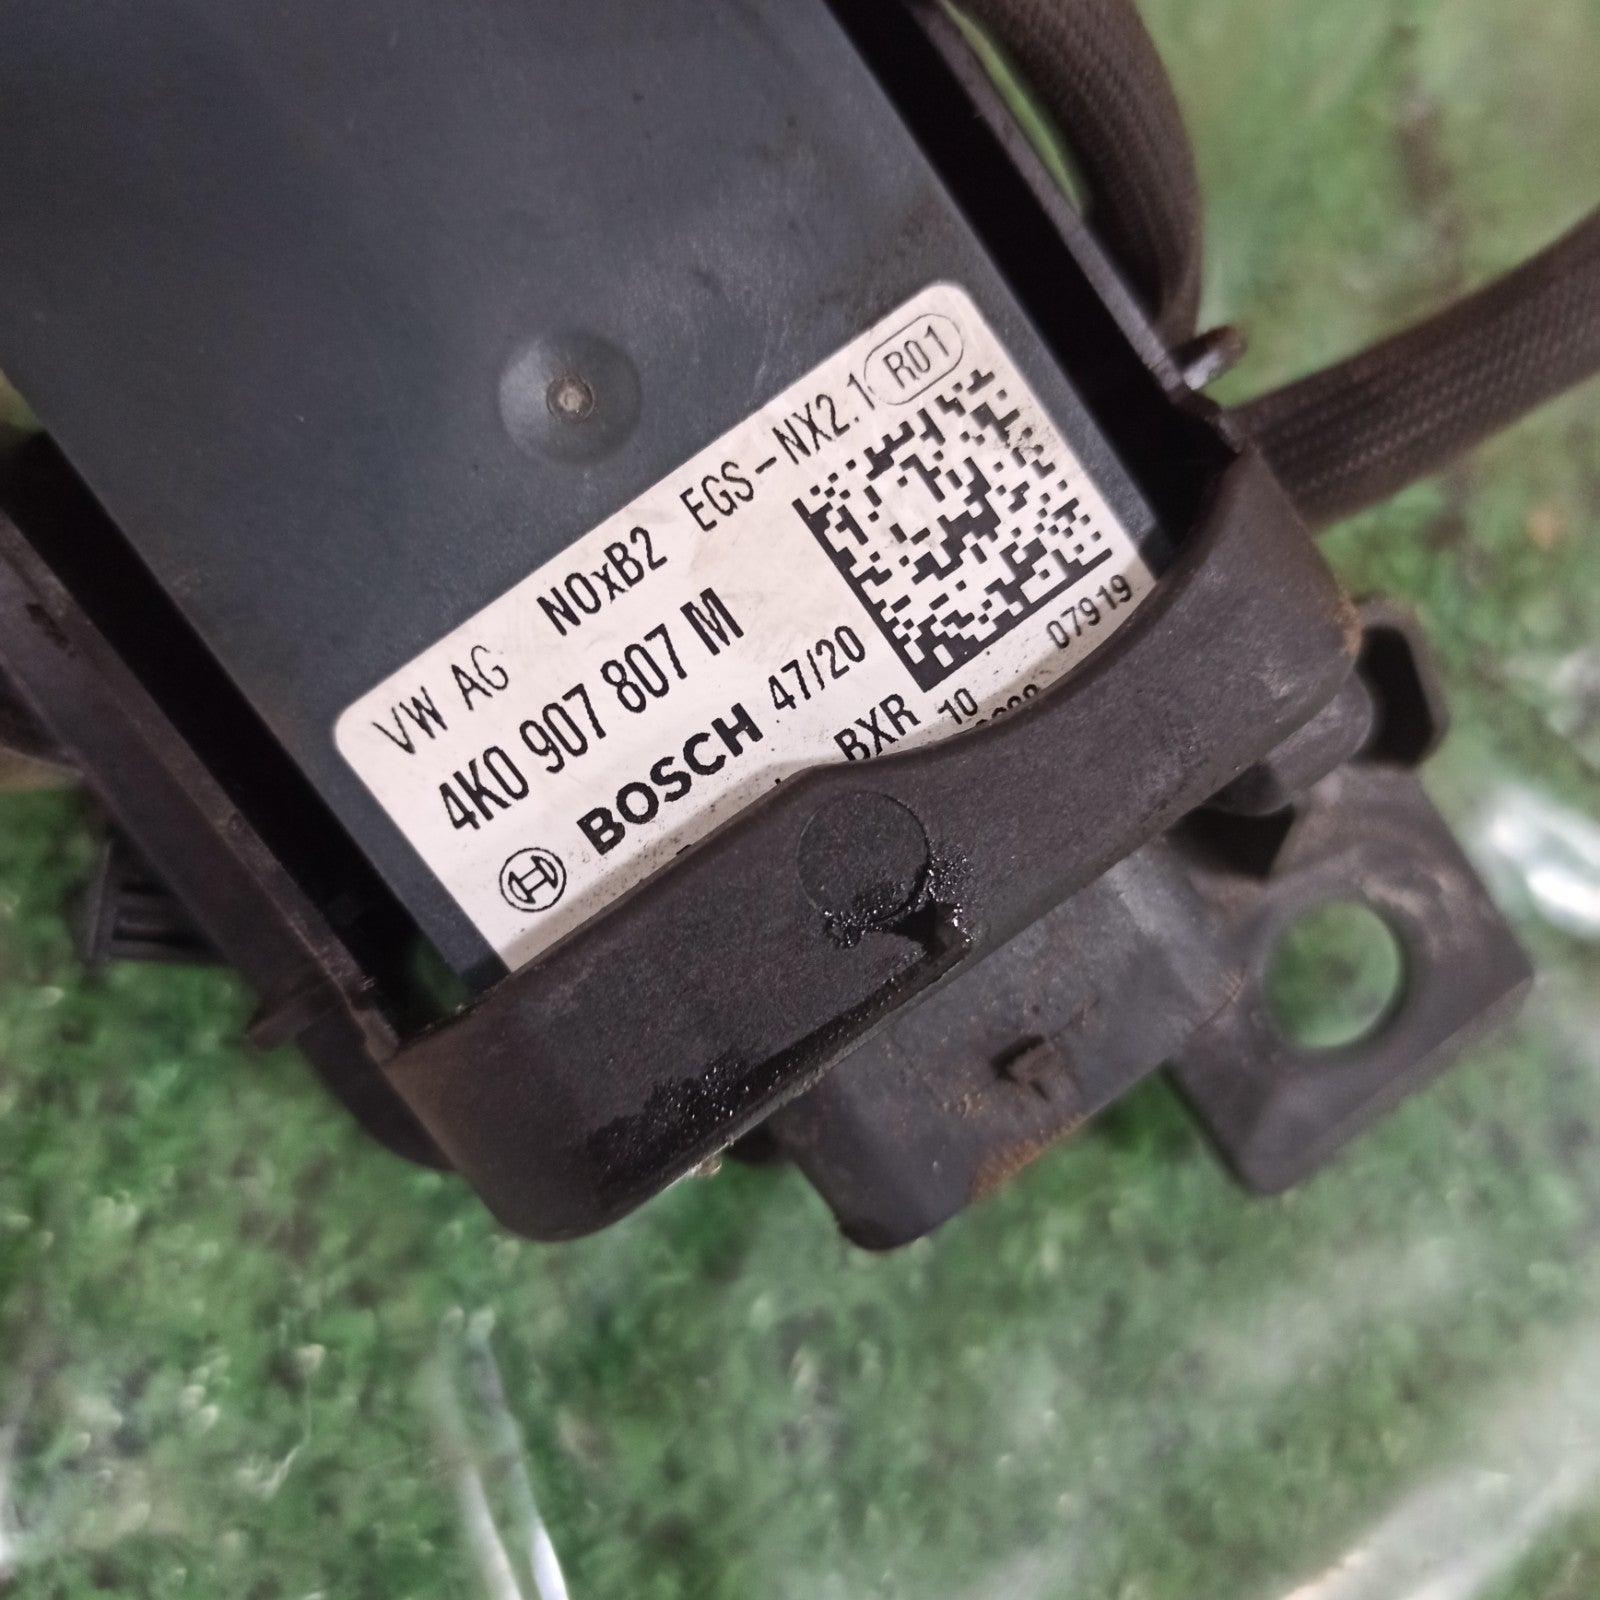 VW AG NOxB2 EGS-NX2.1 R01
4K0 907 807 M
BOSCH 47/20
BXR 10
07919